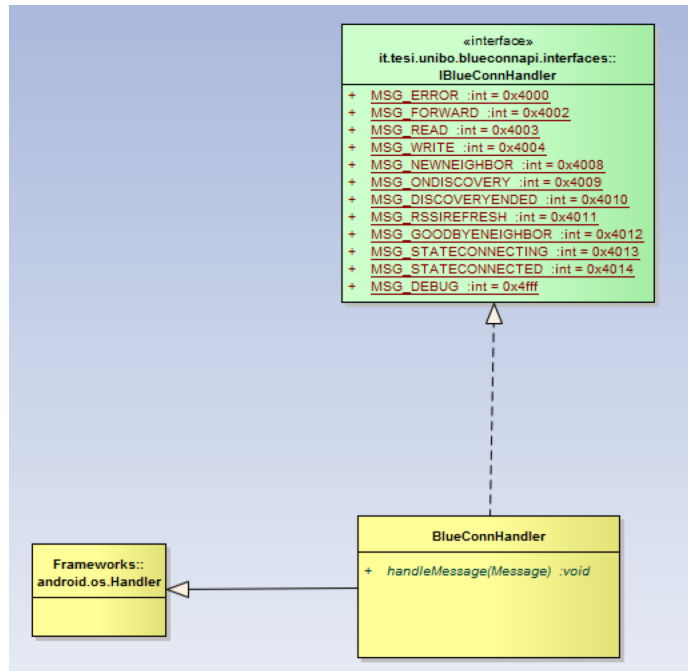 «interface»
it.tesi.unibo.blueconnapi.interfaces::
IBlueConnHandler
+ MSG_ERROR :int = 0x4000
+ MSG_FORWARD :int = 0x4002
+ MSG_READ :int = 0x4003
+ MSG_WRITE :int = 0x4004
+ MSG_NEWNEIGHBOR :int = 0x4008
+ MSG_ONDISCOVERY :int = 0x4009
+ MSG_DISCOVERYENDED :int = 0x4010
+ MSG_RSSIREFRESH :int = 0x4011
+ MSG_GOODBYENEIGHBOR :int = 0x4012
+ MSG_STATECONNECTING :int = 0x4013
+ MSG_STATECONNECTED :int = 0x4014
+ MSG_DEBUG :int = 0x4fff
BlueConnHandler
+ handleMessage(Message) :void
Frameworks::
android.os.Handler